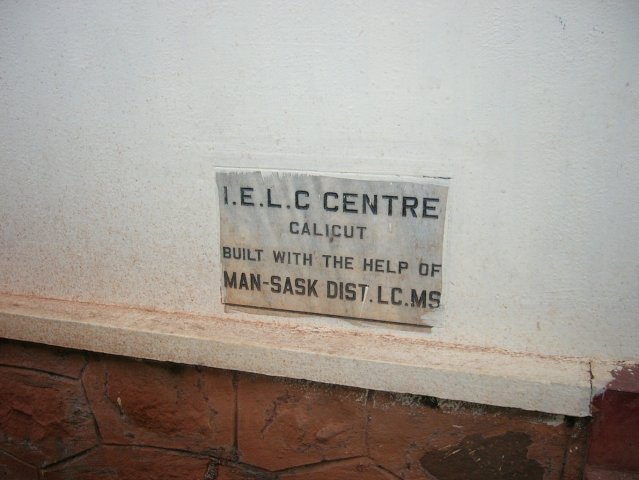 I.E.L.C CENTRE
CALICUT
BUILT WITH THE HELP OF
MAN-SASK DIST.LC.MS